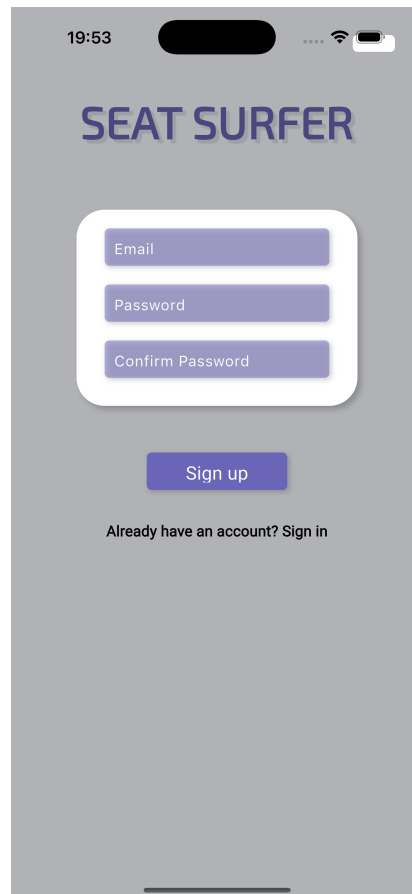 19:53
SEAT SURFER
Email
Password
Confirm Password
Sign up
Already have an account? Sign in